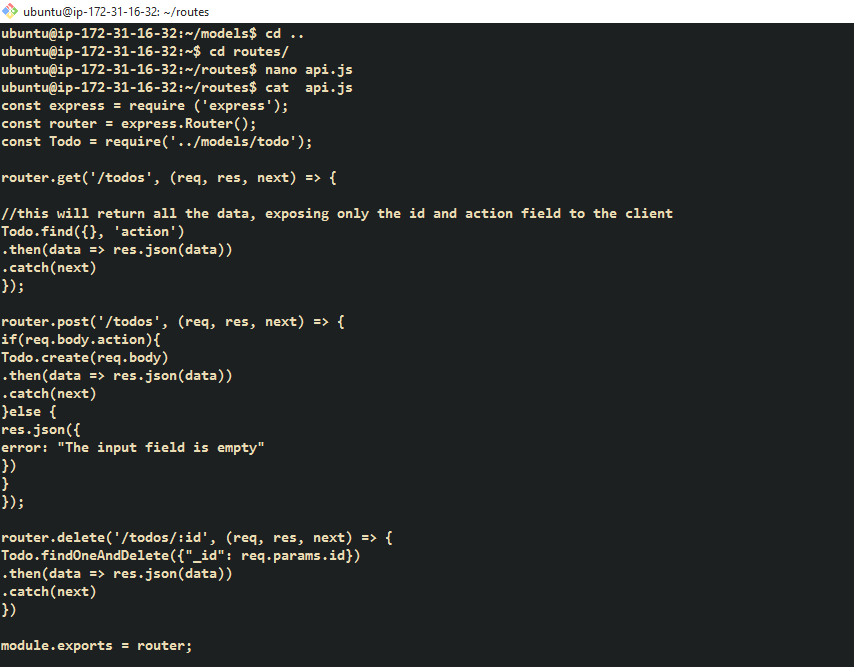 ubuntu@ip-172-31-16-32: ~/routes
ubuntu@ip-172-31-16-32:~/models$ cd ..
ubuntu@ip-172-31-16-32:~$ cd routes/
ubuntu@ip-172-31-16-32:~/routes$ nano api.js
ubuntu@ip-172-31-16-32:~/routes$ cat  api.js
const express = require ('express');
const router = express.Router();
const Todo = require('../models/todo');

router.get('/todos', (req, res, next) => {

//this will return all the data, exposing only the id and action field to the client
Todo.find({}, 'action')
.then(data => res.json(data))
.catch(next)
});

router.post('/todos', (req, res, next) => {
if(req.body.action){
Todo.create(req.body)
.then(data => res.json(data))
.catch(next)
}else {
res.json({
error: "The input field is empty"
})
}
});

router.delete('/todos/:id', (req, res, next) => {
Todo.findOneAndDelete({"_id": req.params.id})
.then(data => res.json(data))
.catch(next)
})

module.exports = router;